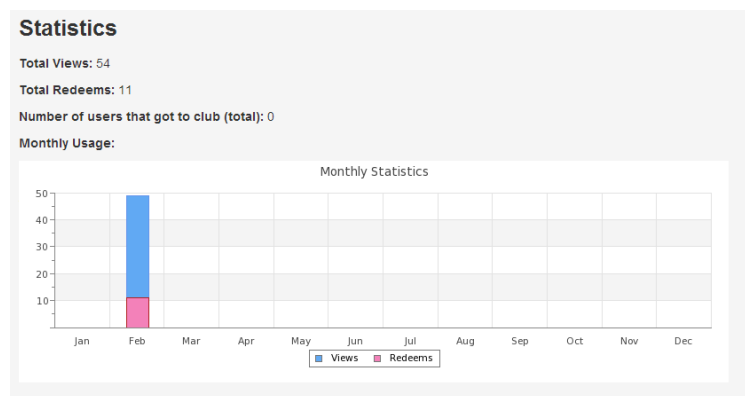 Statistics
Total Views: 54
Total Redeems: 11
Number of users that got to club (total): 0
Monthly Usage:
Monthly Statistics
50
40
30
20
10
Jan Feb Mar Apr May Jun Jul Aug Sep Oct Nov Dec
Views Redeems